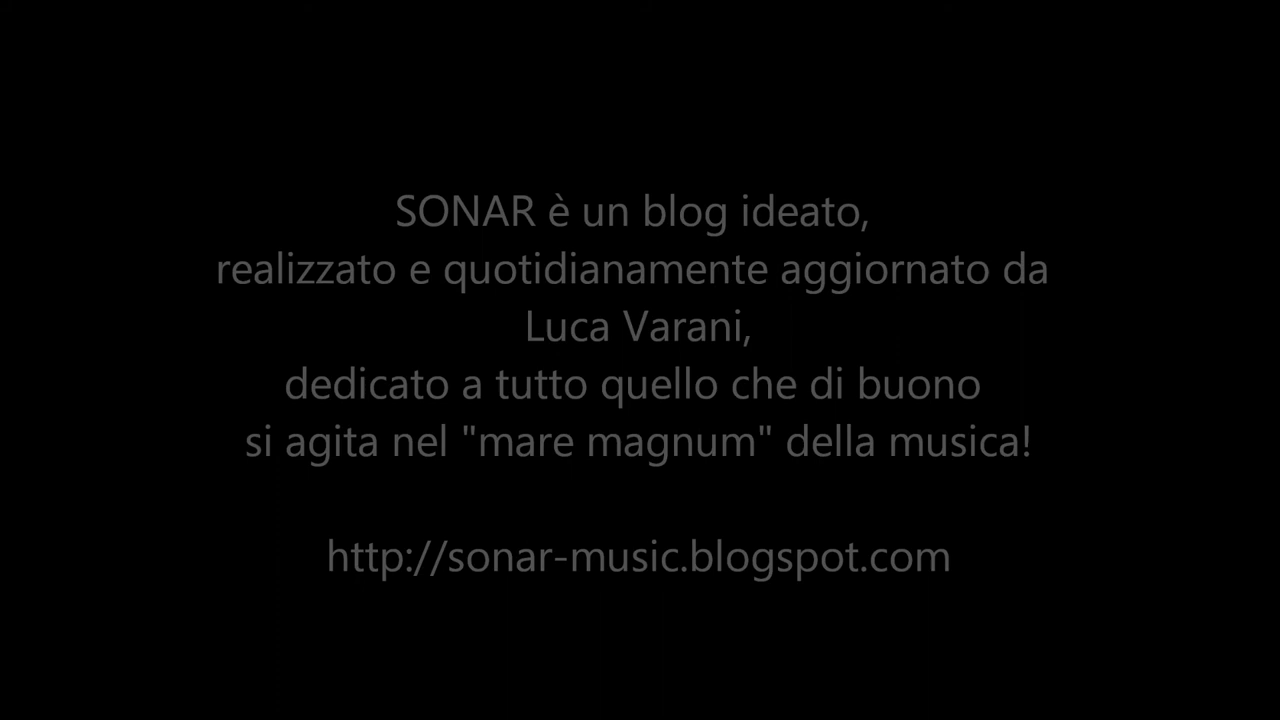 SONAR è un blog ideato,
realizzato e quotidianamente aggiornato da
Luca Varani,
dedicato a tutto quello che di buono
si agita nel "mare magnum" della musica!
http://sonar-music.blogspot.com